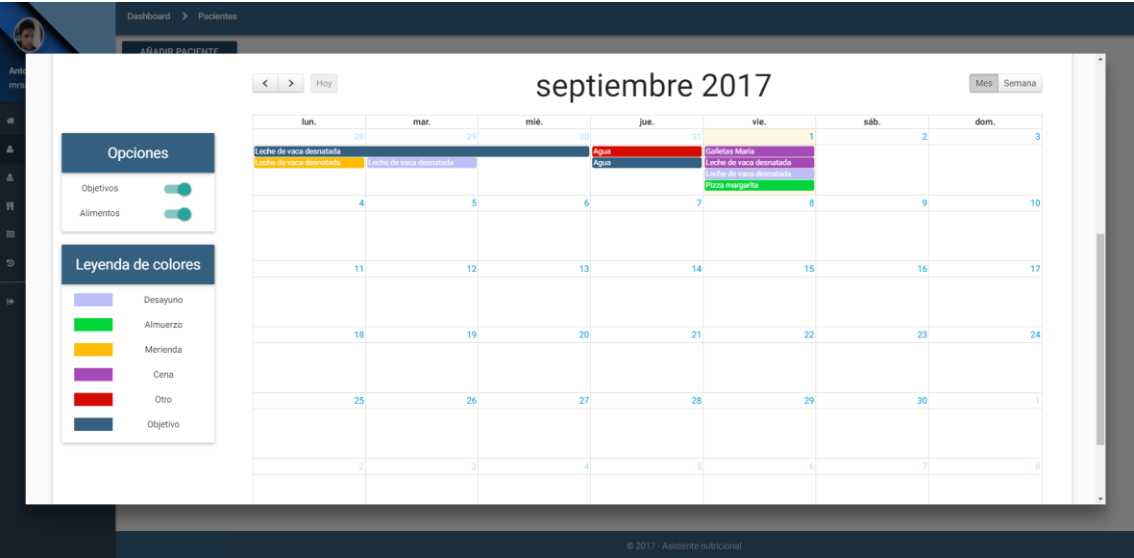 Dashboard > Pacientes
AÑADIR PACIENTE
Hoy
septiembre 2017
Mes Semana
Opciones
Objetivos
Alimentos
Leyenda de colores
Desayuno
Almuerzo
Merienda
Cena
Otro
Objetivo
lun. mar. mié. jue. vie. sáb. dom.
28 29 30 31 1 2 3
Leche de vaca desnatada Agua Galletas María
Leche de vaca desnatada Leche de vaca desnatada Agua Leche de vaca desnatada
Leche de vaca desnatada
Pizza margarita
4 5 6 7 8 9 10
11 12 13 14 15 16 17
18 19 20 21 22 23 24
25 26 27 28 29 30 1
2 3 4 5 6 7 8
© 2017 - Asistente nutricional